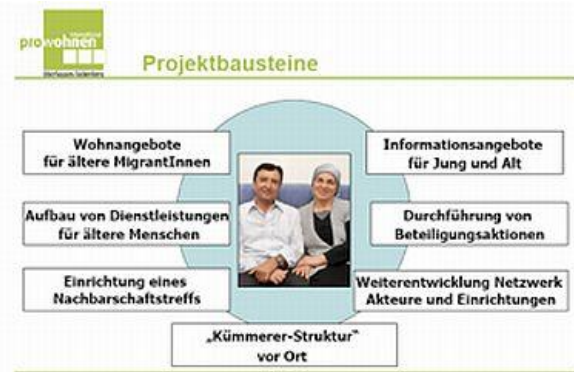 prowohnen
Projektbausteine
Wohnangebote
für ältere MigrantInnen
Informationsangebote
für Jung und Alt
Aufbau von Dienstleistungen
für ältere Menschen
Durchführung von
Beteiligungsaktionen
Einrichtung eines
Nachbarschaftstreffs
Weiterentwicklung Netzwerk
Akteure und Einrichtungen
„Kümmerer-Struktur“
vor Ort